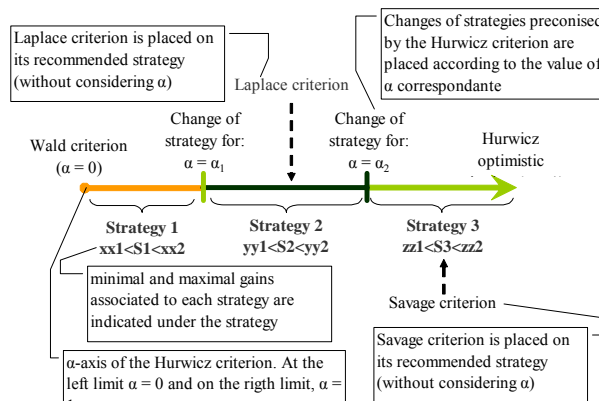 Laplace criterion is placed on
its recommended strategy
(without considering α)
Changes of strategies preconised
by the Hurwicz criterion are
placed according to the value of
α correspondante
Laplace criterion
Wald criterion
(α = 0)
Change of
strategy for:
α = α1
Change of
strategy for:
α = α2
Hurwicz
optimistic
Strategy 1
xx1<S1<xx2
Strategy 2
yy1<S2<yy2
Strategy 3
zz1<S3<zz2
minimal and maximal gains
associated to each strategy are
indicated under the strategy
Savage criterion
Savage criterion is placed on
its recommended strategy
(without considering α)
α-axis of the Hurwicz criterion. At the
left limit α = 0 and on the rigth limit, α =